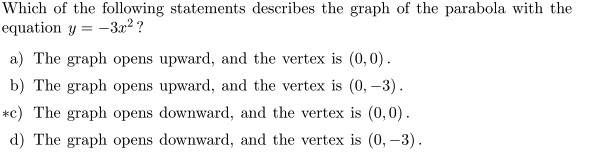 Which of the following statements describes the graph of the parabola with the
equation y = −3x² ?
a) The graph opens upward, and the vertex is (0, 0) .
b) The graph opens upward, and the vertex is (0, −3) .
*c) The graph opens downward, and the vertex is (0, 0) .
d) The graph opens downward, and the vertex is (0, −3) .